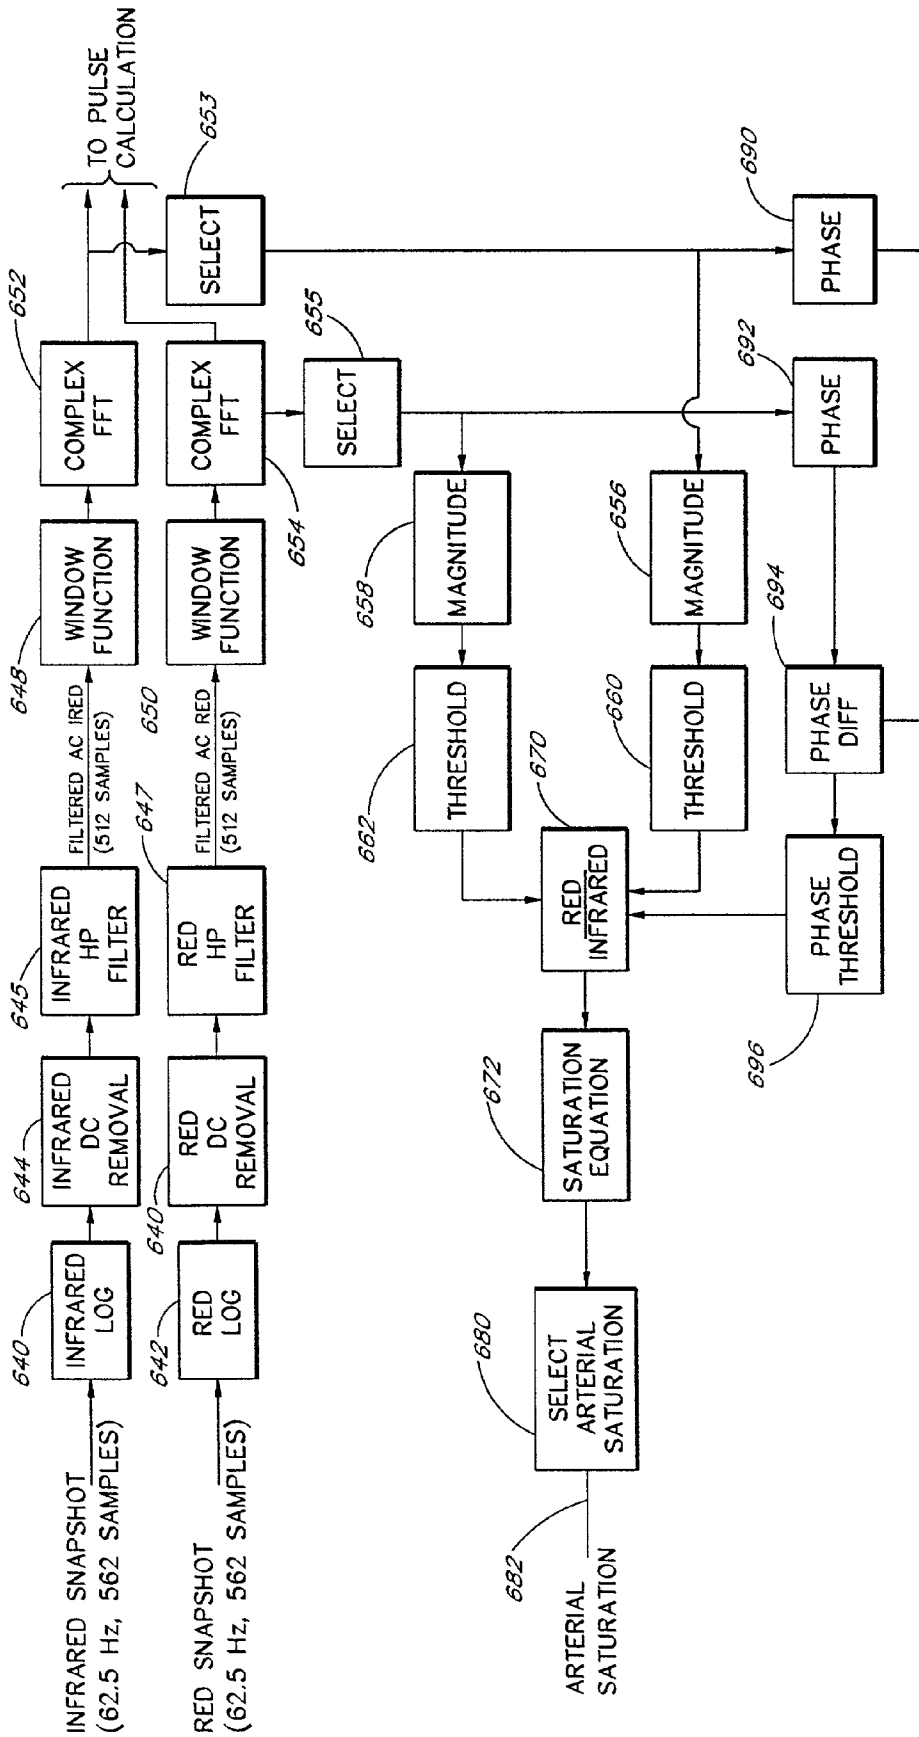 INFRARED SNAPSHOT
(62.5 Hz, 562 SAMPLES)
640
INFRARED
LOG
644
INFRARED
DC
REMOVAL
645
INFRARED
HP
FILTER
FILTERED AC IRED
(512 SAMPLES)
648
WINDOW
FUNCTION
652
COMPLEX
FFT
TO PULSE
CALCULATION
RED SNAPSHOT
(62.5 Hz, 562 SAMPLES)
642
RED
LOG
640
RED
DC
REMOVAL
647
RED
HP
FILTER
650
FILTERED AC RED
(512 SAMPLES)
WINDOW
FUNCTION
654
COMPLEX
FFT
653
SELECT
655
SELECT
658
MAGNITUDE
662
THRESHOLD
656
MAGNITUDE
660
THRESHOLD
670
RED
INFRARED
672
SATURATION
EQUATION
680
SELECT
ARTERIAL
SATURATION
682
ARTERIAL
SATURATION
690
PHASE
692
PHASE
694
PHASE
DIFF
696
PHASE
THRESHOLD